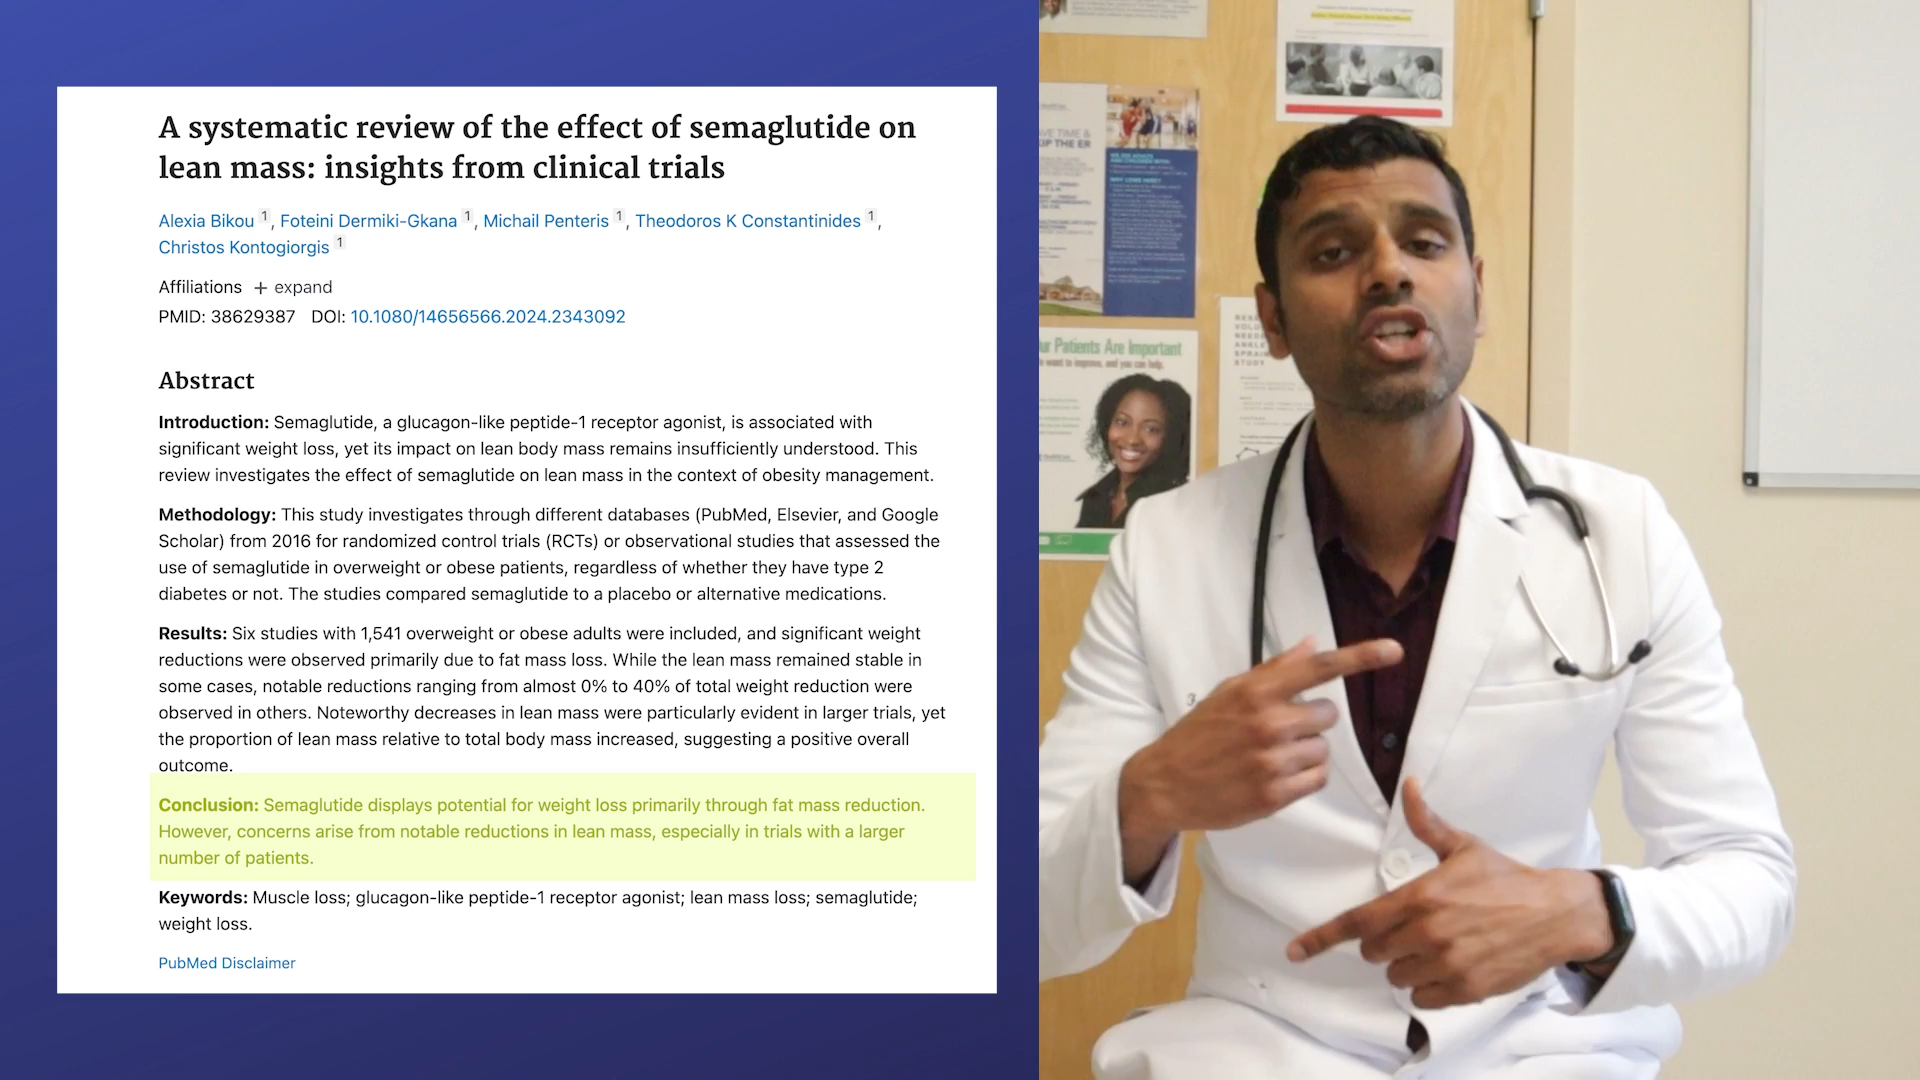 A systematic review of the effect of semaglutide on
lean mass: insights from clinical trials
Alexia Bikou 1, Foteini Dermiki-Gkana 1, Michail Penteris 1, Theodoros K Constantinides 1,
Christos Kontogiorgis 1
Affiliations + expand
PMID: 38629387 DOI: 10.1080/14656566.2024.2343092
Abstract
Introduction: Semaglutide, a glucagon-like peptide-1 receptor agonist, is associated with
significant weight loss, yet its impact on lean body mass remains insufficiently understood. This
review investigates the effect of semaglutide on lean mass in the context of obesity management.
Methodology: This study investigates through different databases (PubMed, Elsevier, and Google
Scholar) from 2016 for randomized control trials (RCTs) or observational studies that assessed the
use of semaglutide in overweight or obese patients, regardless of whether they have type 2
diabetes or not. The studies compared semaglutide to a placebo or alternative medications.
Results: Six studies with 1,541 overweight or obese adults were included, and significant weight
reductions were observed primarily due to fat mass loss. While the lean mass remained stable in
some cases, notable reductions ranging from almost 0% to 40% of total weight reduction were
observed in others. Noteworthy decreases in lean mass were particularly evident in larger trials, yet
the proportion of lean mass relative to total body mass increased, suggesting a positive overall
outcome.
Conclusion: Semaglutide displays potential for weight loss primarily through fat mass reduction.
However, concerns arise from notable reductions in lean mass, especially in trials with a larger
number of patients.
Keywords: Muscle loss; glucagon-like peptide-1 receptor agonist; lean mass loss; semaglutide;
weight loss.
PubMed Disclaimer
TIME &
THE ER
Patients Are Important
want to improve, and you can help.
ANKLE
STUDY